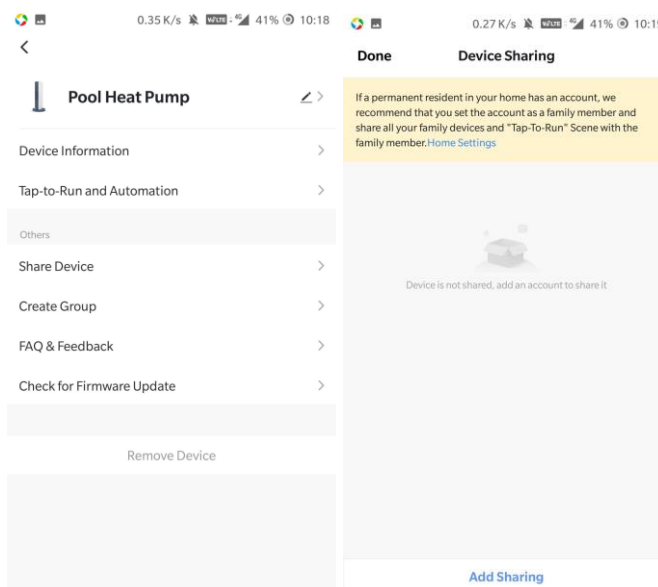 0.35 K/s VoLTE 4G 41% 10:18
Pool Heat Pump
Device Information
Tap-to-Run and Automation
Others
Share Device
Create Group
FAQ & Feedback
Check for Firmware Update
Remove Device
0.27 K/s VoLTE 4G 41%
Done Device Sharing
If a permanent resident in your home has an account, we
recommend that you set the account as a family member and
share all your family devices and "Tap-To-Run" Scene with the
family member.Home Settings
Device is not shared, add an account to share it
Add Sharing